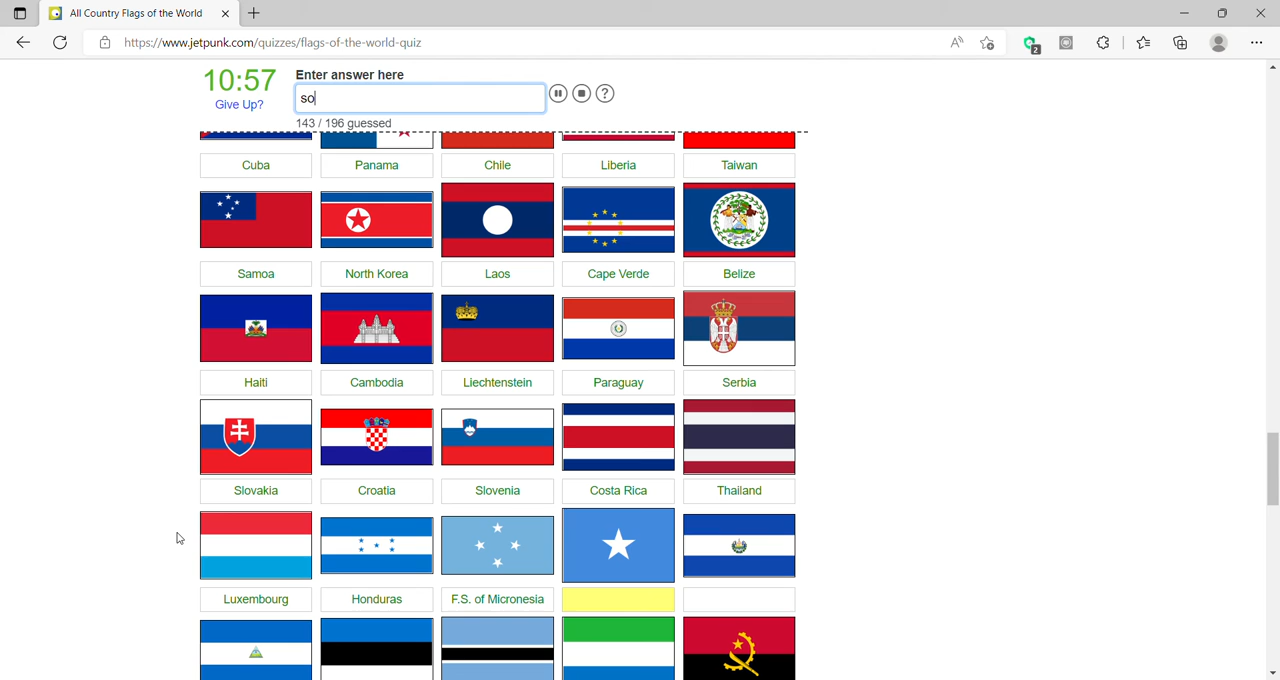 All Country Flags of the World
https://www.jetpunk.com/quizzes/flags-of-the-world-quiz
2
10:57
Give Up?
Enter answer here
so
143 / 196 guessed
Cuba Panama Chile Liberia Taiwan
Samoa North Korea Laos Cape Verde Belize
Haiti Cambodia Liechtenstein Paraguay Serbia
Slovakia Croatia Slovenia Costa Rica Thailand
Luxembourg Honduras F.S. of Micronesia